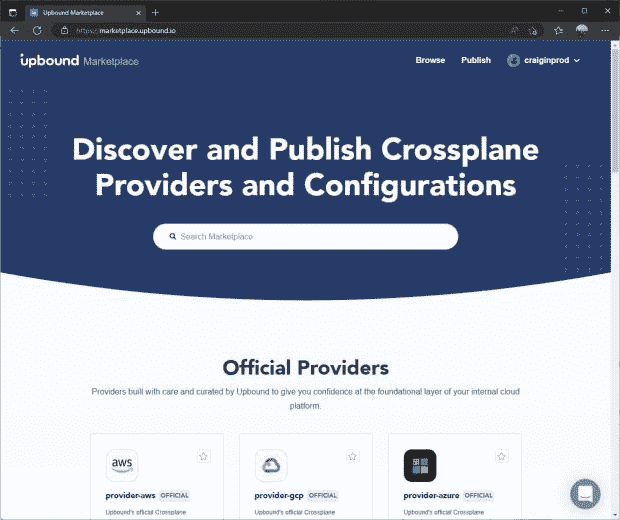 Upbound Marketplace
https://marketplace.upbound.io
upbound Marketplace
Browse
Publish
craiginprod
Discover and Publish Crossplane
Providers and Configurations
Search Marketplace
Official Providers
Providers built with care and curated by Upbound to give you confidence at the foundational layer of your internal cloud
platform.
aws
provider-aws OFFICIAL
Upbound's official Crossplane
provider-gcp OFFICIAL
Upbound's official Crossplane
provider-azure OFFICIAL
Upbound's official Crossplane